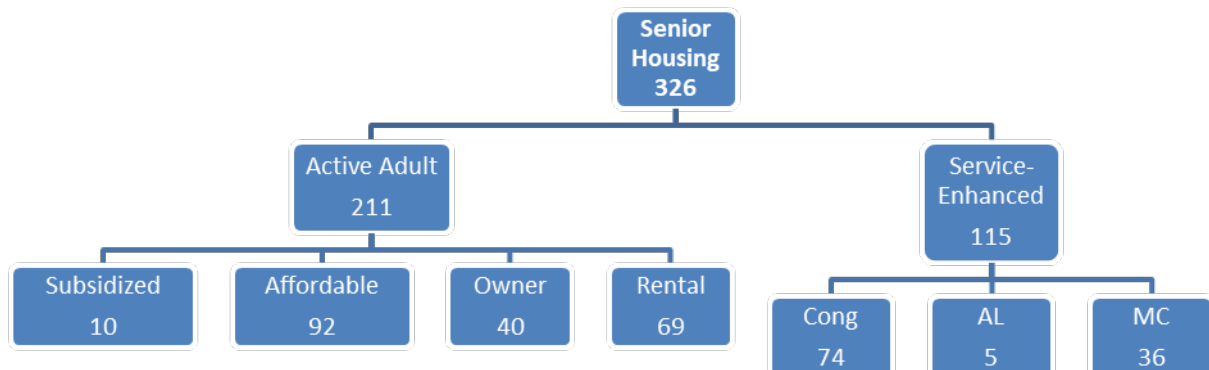 Senior
Housing
326
Active Adult
211
Service-
Enhanced
115
Subsidized
10
Affordable
92
Owner
40
Rental
69
Cong
74
AL
5
MC
36